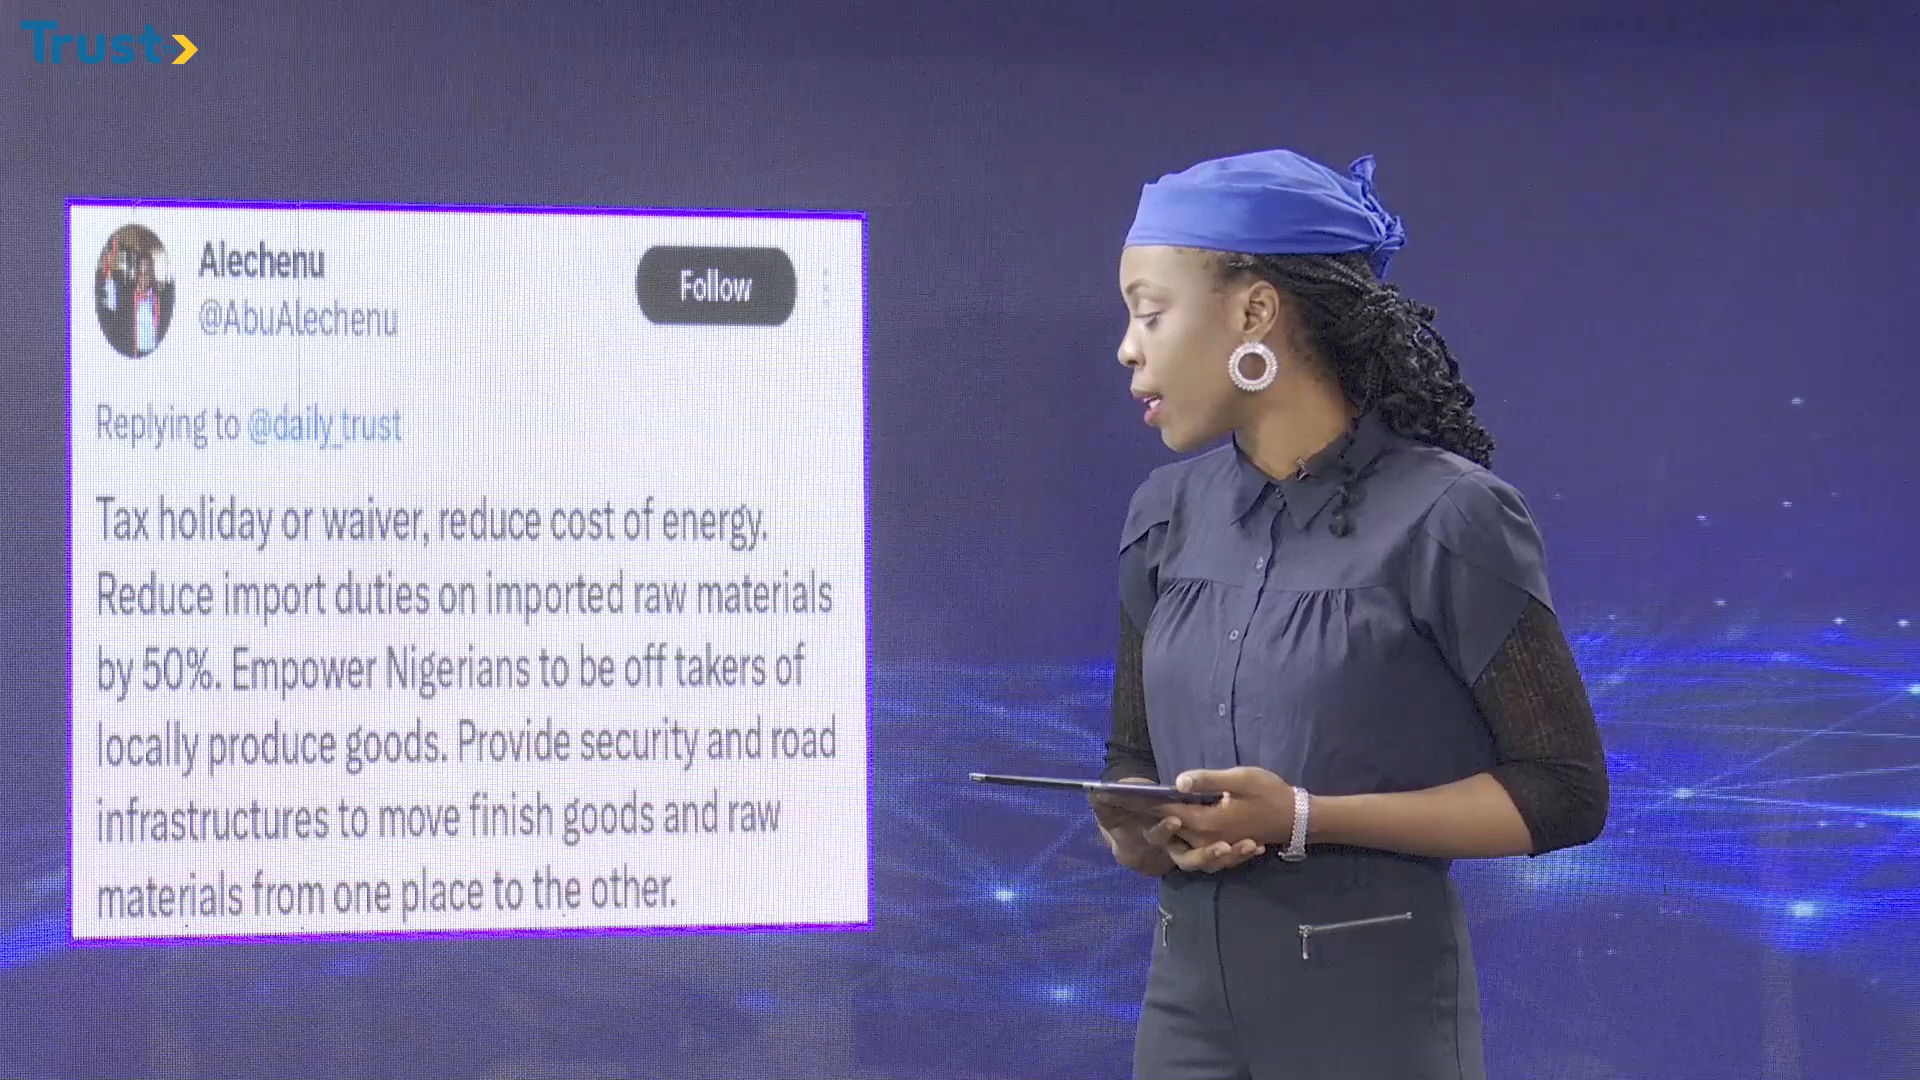 Trust
Alechenu
@AbuAlechenu
Follow
Replying to @daily_trust
Tax holiday or waiver, reduce cost of energy.
Reduce import duties on imported raw materials
by 50%. Empower Nigerians to be off takers of
locally produce goods. Provide security and road
infrastructures to move finish goods and raw
materials from one place to the other.